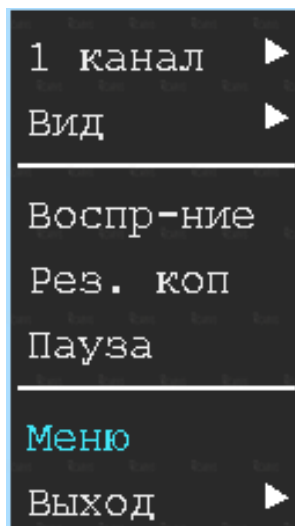 1 канал
Вид
Воспр-ние
Рез. коп
Пауза
Меню
Выход